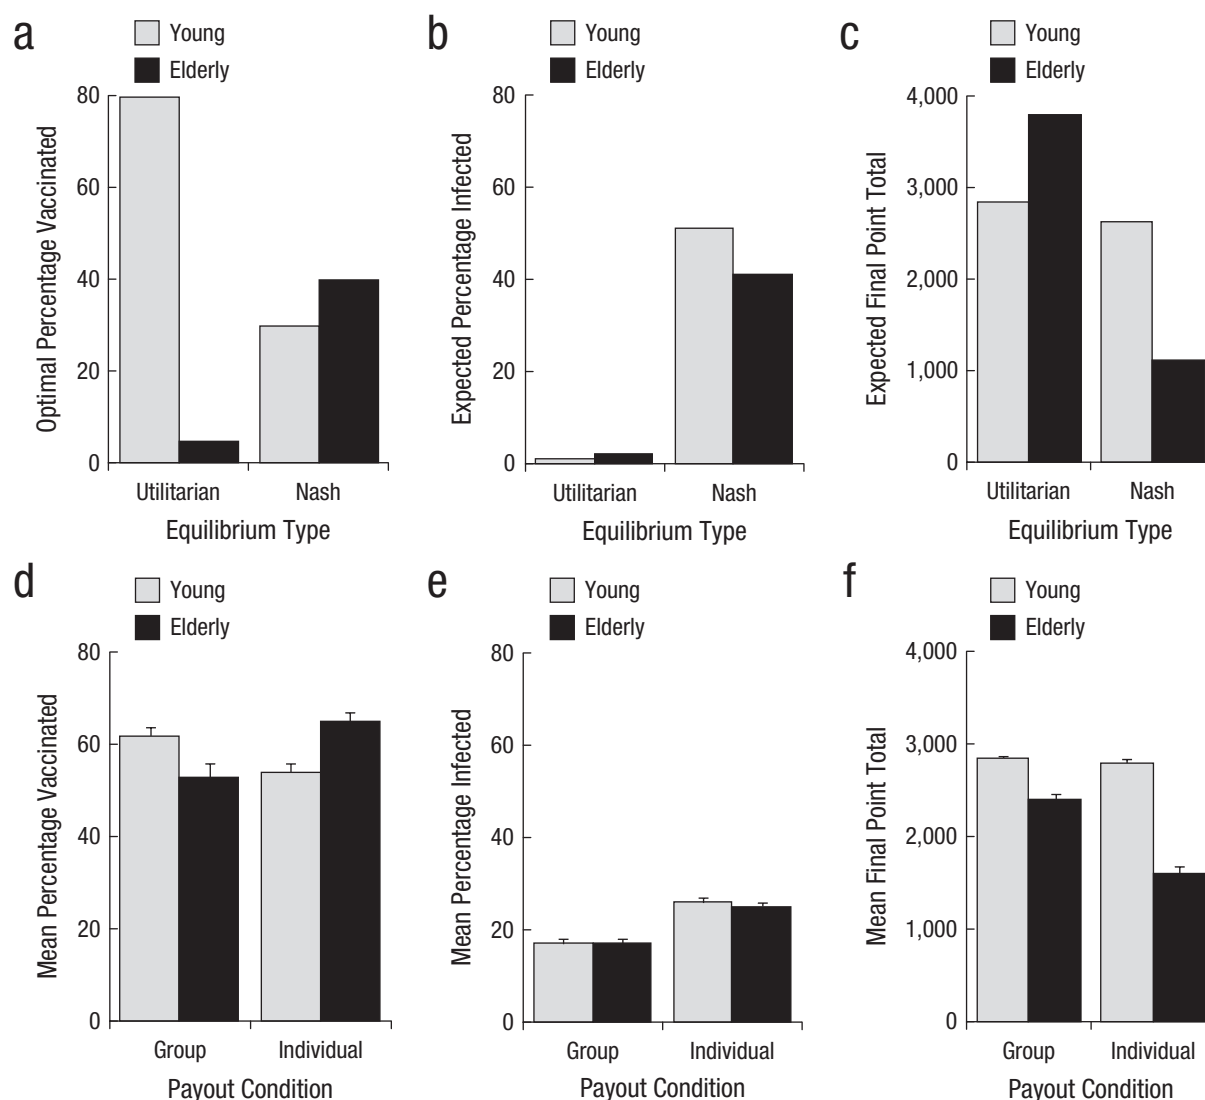 a
Young
Elderly
80
60
40
20
0
Optimal Percentage Vaccinated
Utilitarian
Nash
Equilibrium Type
b
Young
Elderly
80
60
40
20
0
Expected Percentage Infected
Utilitarian
Nash
Equilibrium Type
c
Young
Elderly
4,000
3,000
2,000
1,000
0
Expected Final Point Total
Utilitarian
Nash
Equilibrium Type
d
Young
Elderly
80
60
40
20
0
Mean Percentage Vaccinated
Group
Individual
Payout Condition
e
Young
Elderly
80
60
40
20
0
Mean Percentage Infected
Group
Individual
Payout Condition
f
Young
Elderly
4,000
3,000
2,000
1,000
0
Mean Final Point Total
Group
Individual
Payout Condition